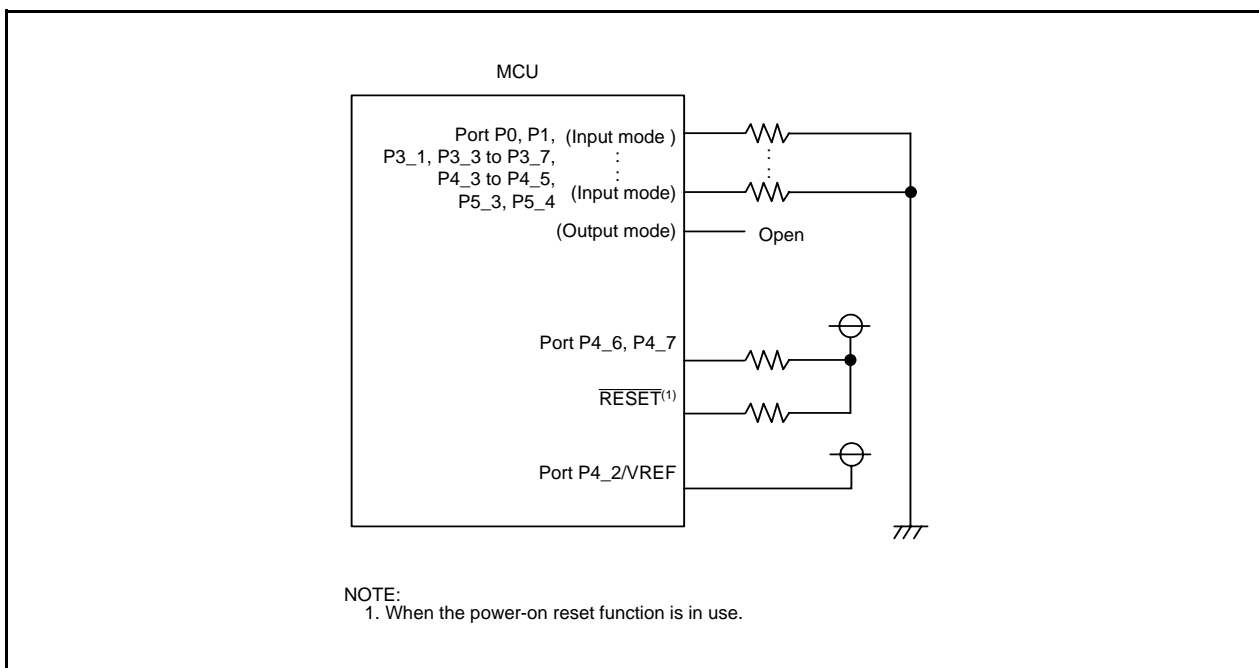 MCU
Port P0, P1, (Input mode )
P3_1, P3_3 to P3_7,
P4_3 to P4_5,
P5_3, P5_4 (Input mode)
(Output mode) Open
Port P4_6, P4_7
RESET(1)
Port P4_2/VREF
NOTE:
1. When the power-on reset function is in use.